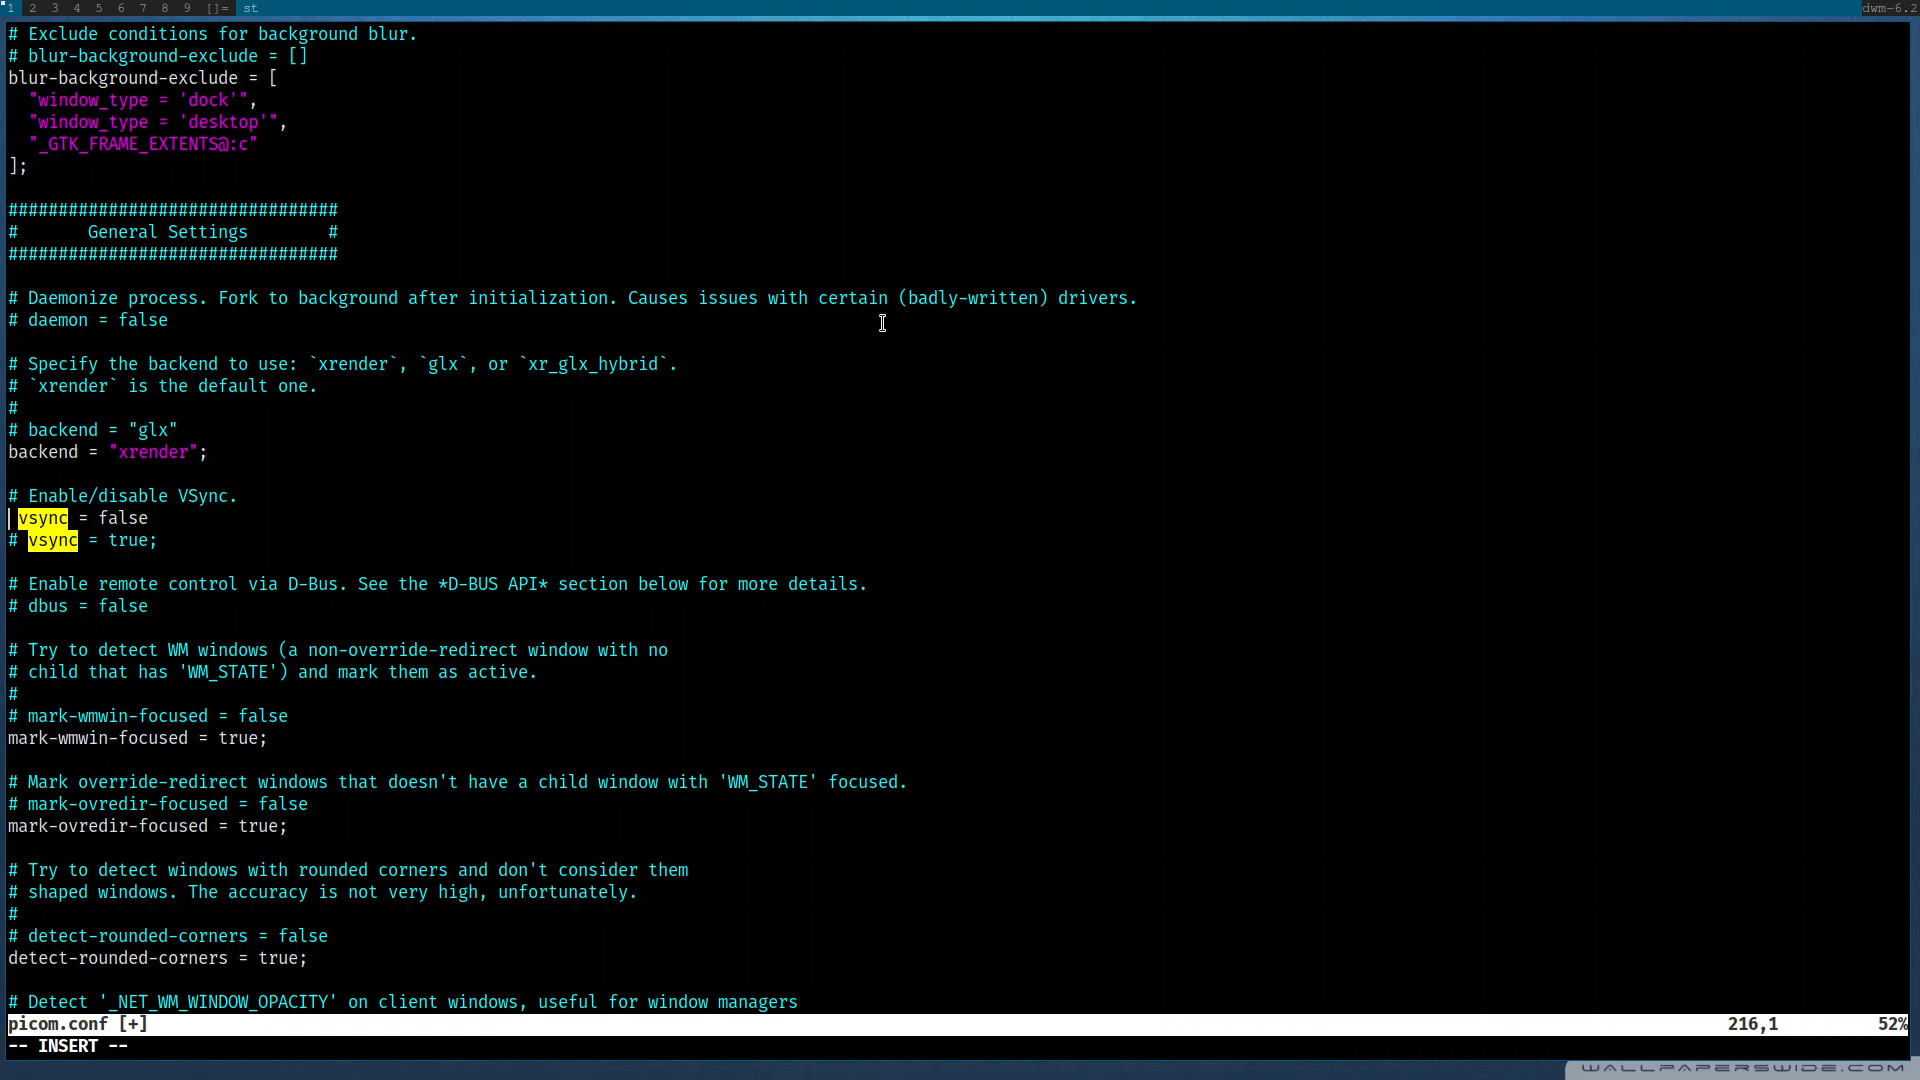 1 2 3 4 5 6 7 8 9 []= st dwm-6.2
# Exclude conditions for background blur.
# blur-background-exclude = []
blur-background-exclude = [
  "window_type = 'dock'",
  "window_type = 'desktop'",
  "_GTK_FRAME_EXTENTS@:c"
];
#################################
#       General Settings        #
#################################
# Daemonize process. Fork to background after initialization. Causes issues with certain (badly-written) drivers.
# daemon = false
# Specify the backend to use: `xrender`, `glx`, or `xr_glx_hybrid`.
# `xrender` is the default one.
#
# backend = "glx"
backend = "xrender";
# Enable/disable VSync.
 vsync = false
# vsync = true;
# Enable remote control via D-Bus. See the *D-BUS API* section below for more details.
# dbus = false
# Try to detect WM windows (a non-override-redirect window with no
# child that has 'WM_STATE') and mark them as active.
#
# mark-wmwin-focused = false
mark-wmwin-focused = true;
# Mark override-redirect windows that doesn't have a child window with 'WM_STATE' focused.
# mark-ovredir-focused = false
mark-ovredir-focused = true;
# Try to detect windows with rounded corners and don't consider them
# shaped windows. The accuracy is not very high, unfortunately.
#
# detect-rounded-corners = false
detect-rounded-corners = true;
# Detect '_NET_WM_WINDOW_OPACITY' on client windows, useful for window managers
picom.conf [+] 216,1 52%
-- INSERT --
WALLPAPERSWIDE.COM